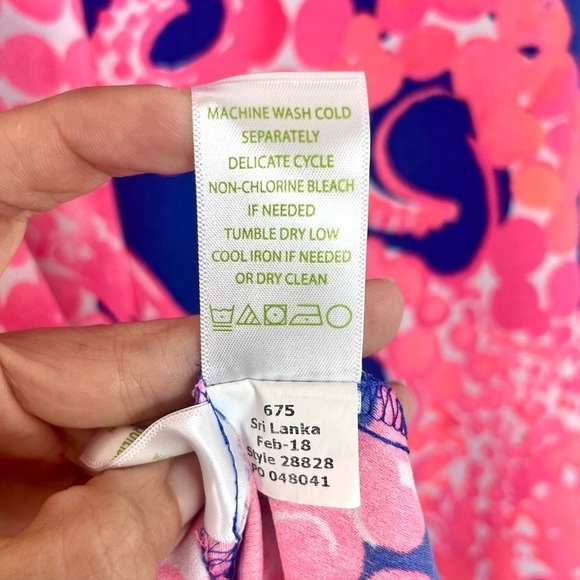 MACHINE WASH COLD
SEPARATELY
DELICATE CYCLE
NON-CHLORINE BLEACH
IF NEEDED
TUMBLE DRY LOW
COOL IRON IF NEEDED
OR DRY CLEAN
675
Sri Lanka
Feb-18
Style 28828
PO 048041